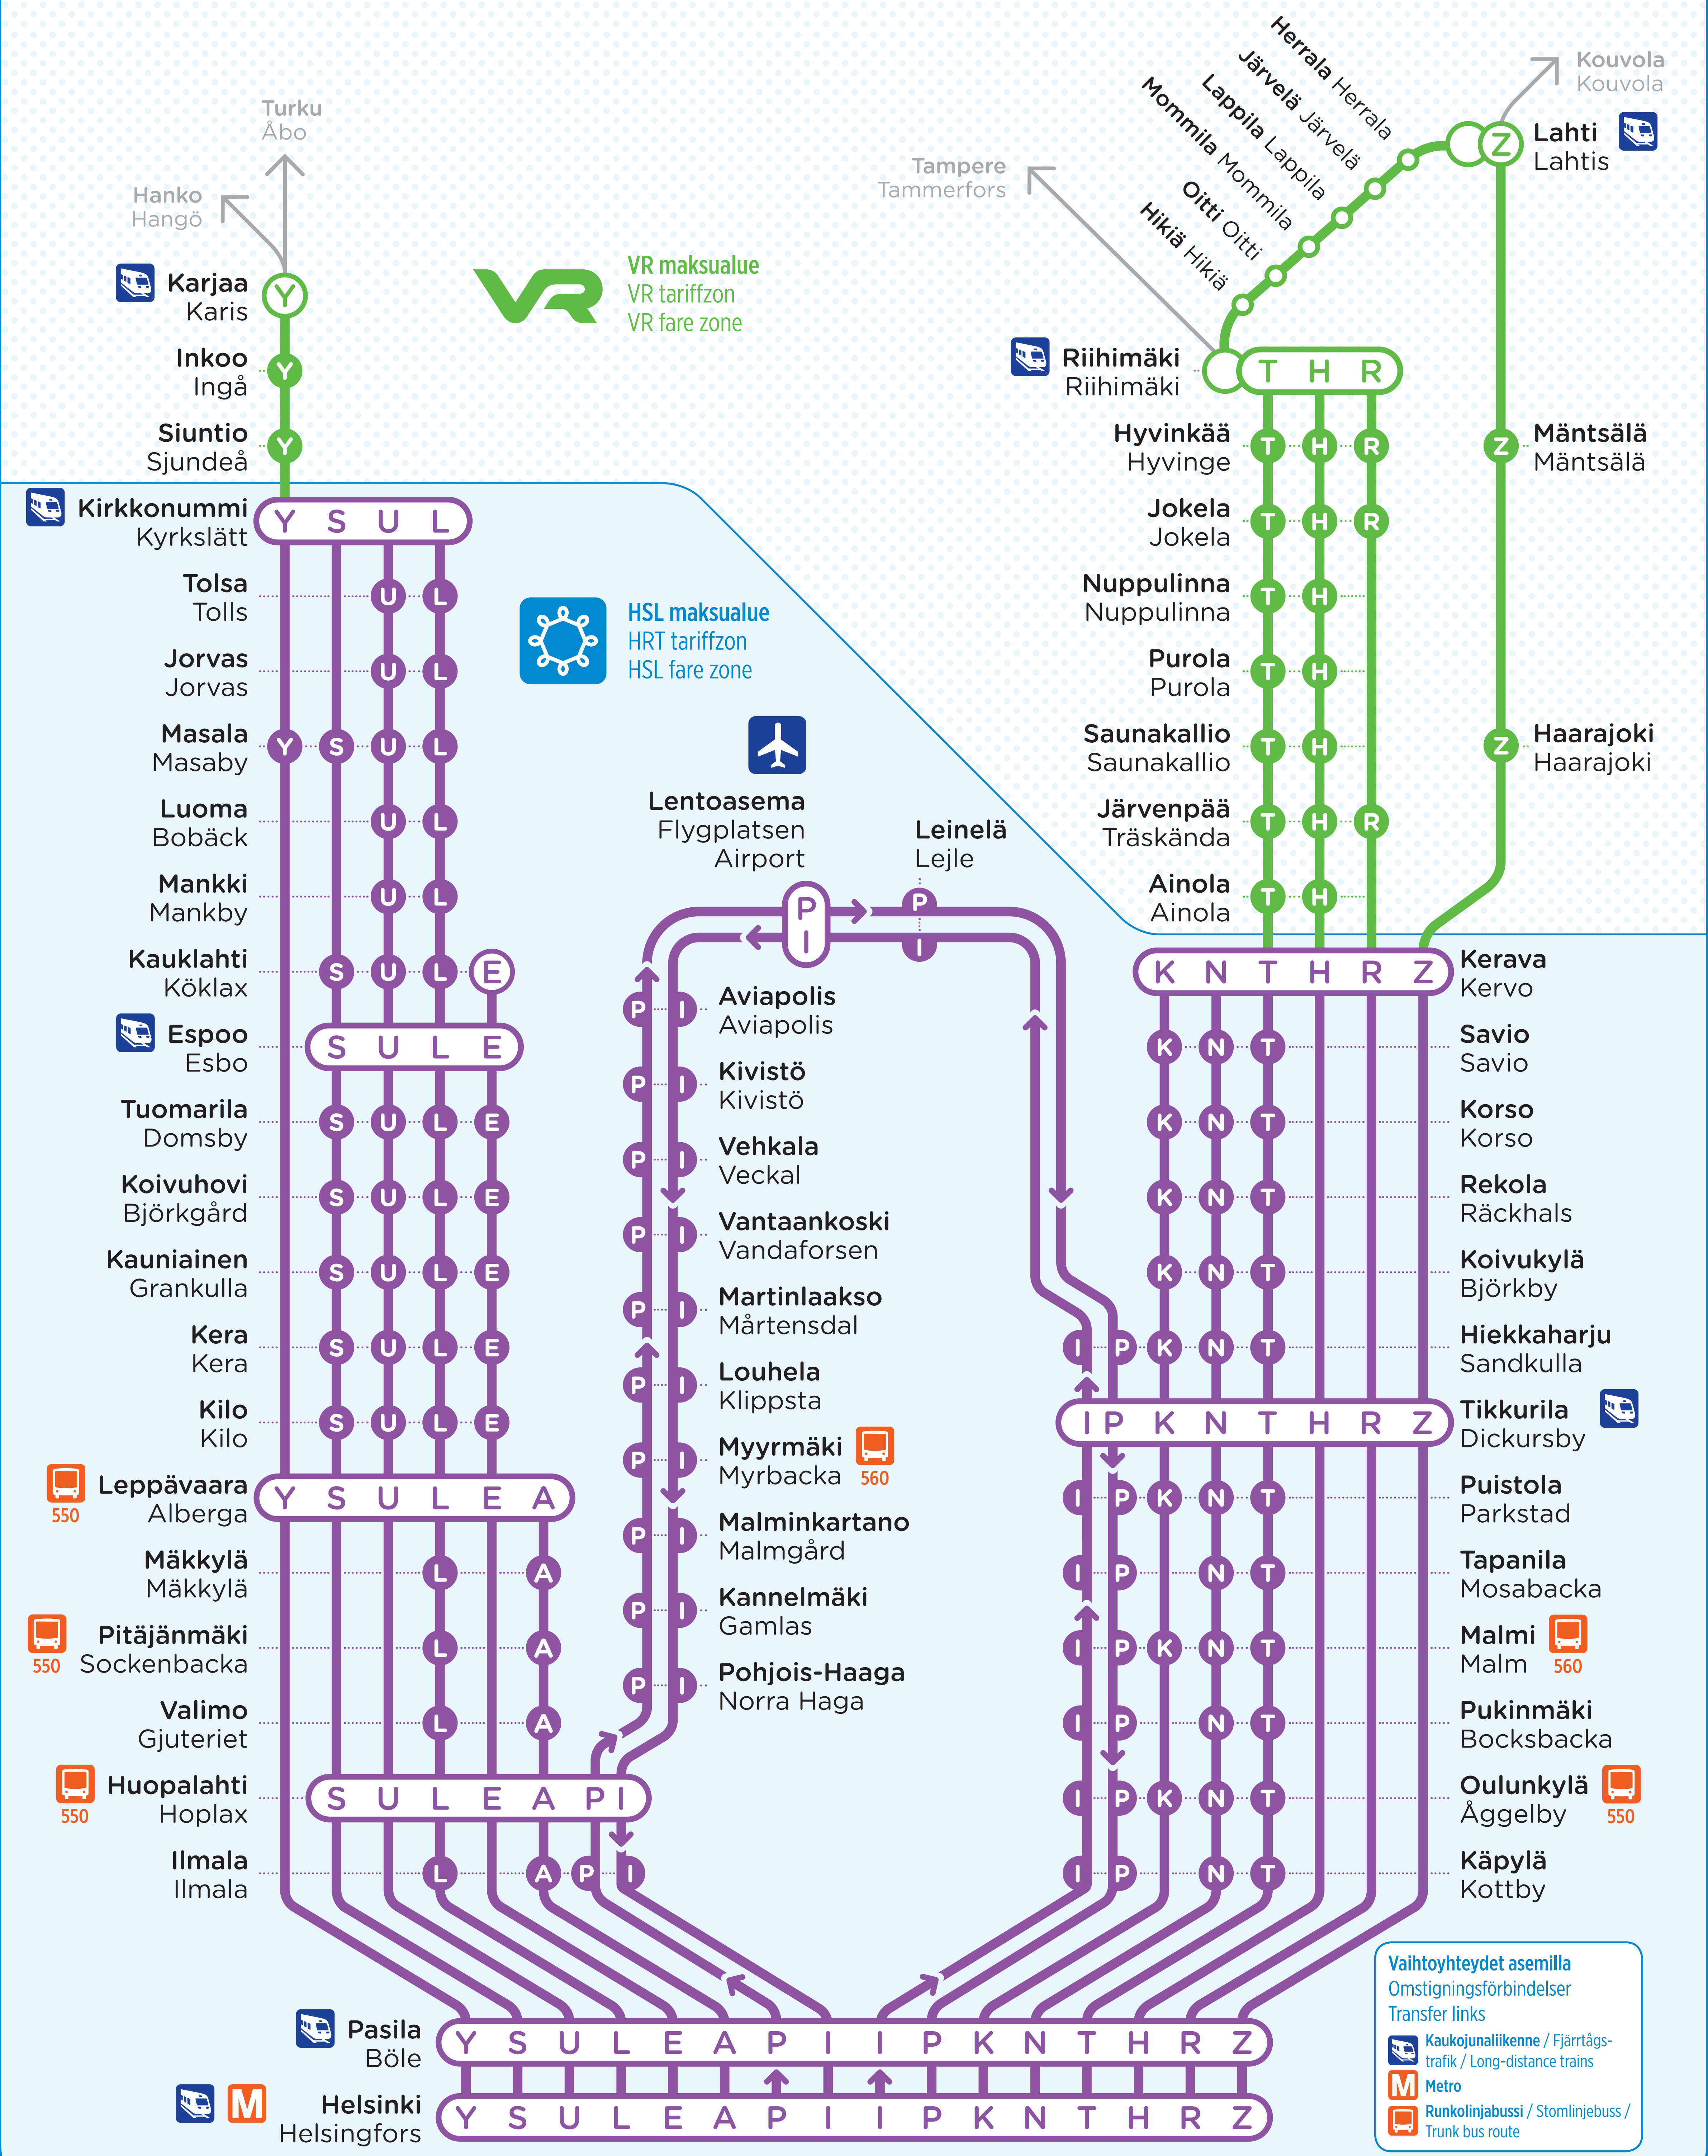 Turku
Åbo
Hanko
Hangö
Karjaa
Karis
Y
Inkoo
Ingå
Y
Siuntio
Sjundeå
Y
VR
VR maksualue
VR tariffzon
VR fare zone
Tampere
Tammerfors
Herrala Herrala
Järvelä Järvelä
Lappila Lappila
Mommila Mommila
Oitti Oitti
Hikiä Hikiä
Kouvola
Kouvola
Z
Lahti
Lahtis
Riihimäki
Riihimäki
T H R
Hyvinkää
Hyvinge
T H R
Jokela
Jokela
T H R
Nuppulinna
Nuppulinna
T H
Purola
Purola
T H
Saunakallio
Saunakallio
T H
Järvenpää
Träskända
T H R
Ainola
Ainola
T H
Z
Mäntsälä
Mäntsälä
Z
Haarajoki
Haarajoki
Kirkkonummi
Kyrkslätt
Y S U L
Tolsa
Tolls
U L
Jorvas
Jorvas
U L
Masala
Masaby
Y S U L
Luoma
Bobäck
U L
Mankki
Mankby
U L
Kauklahti
Köklax
S U L E
Espoo
Esbo
S U L E
Tuomarila
Domsby
S U L E
Koivuhovi
Björkgård
S U L E
Kauniainen
Grankulla
S U L E
Kera
Kera
S U L E
Kilo
Kilo
S U L E
550
Leppävaara
Alberga
Y S U L E A
Mäkkylä
Mäkkylä
L A
550
Pitäjänmäki
Sockenbacka
L A
Valimo
Gjuteriet
L A
550
Huopalahti
Hoplax
S U L E A P I
Ilmala
Ilmala
L A P I
HSL maksualue
HRT tariffzon
HSL fare zone
Lentoasema
Flygplatsen
Airport
P
I
Leinelä
Lejle
P
I
P I
Aviapolis
Aviapolis
P I
Kivistö
Kivistö
P I
Vehkala
Veckal
P I
Vantaankoski
Vandaforsen
P I
Martinlaakso
Mårtensdal
P I
Louhela
Klippsta
P I
Myyrmäki
Myrbacka
560
P I
Malminkartano
Malmgård
P I
Kannelmäki
Gamlas
P I
Pohjois-Haaga
Norra Haga
K N T H R Z
Kerava
Kervo
K N T
Savio
Savio
K N T
Korso
Korso
K N T
Rekola
Räckhals
K N T
Koivukylä
Björkby
I P K N T
Hiekkaharju
Sandkulla
I P K N T H R Z
Tikkurila
Dickursby
I P K N T
Puistola
Parkstad
I P N T
Tapanila
Mosabacka
I P K N T
Malmi
Malm
560
I P N T
Pukinmäki
Bocksbacka
I P K N T
Oulunkylä
Åggelby
550
I P N T
Käpylä
Kottby
Pasila
Böle
Y S U L E A P I I P K N T H R Z
M
Helsinki
Helsingfors
Y S U L E A P I I P K N T H R Z
Vaihtoyhteydet asemilla
Omstigningsförbindelser
Transfer links
Kaukojunaliikenne / Fjärrtågs-
trafik / Long-distance trains
M
Metro
Runkolinjabussi / Stomlinjebuss /
Trunk bus route